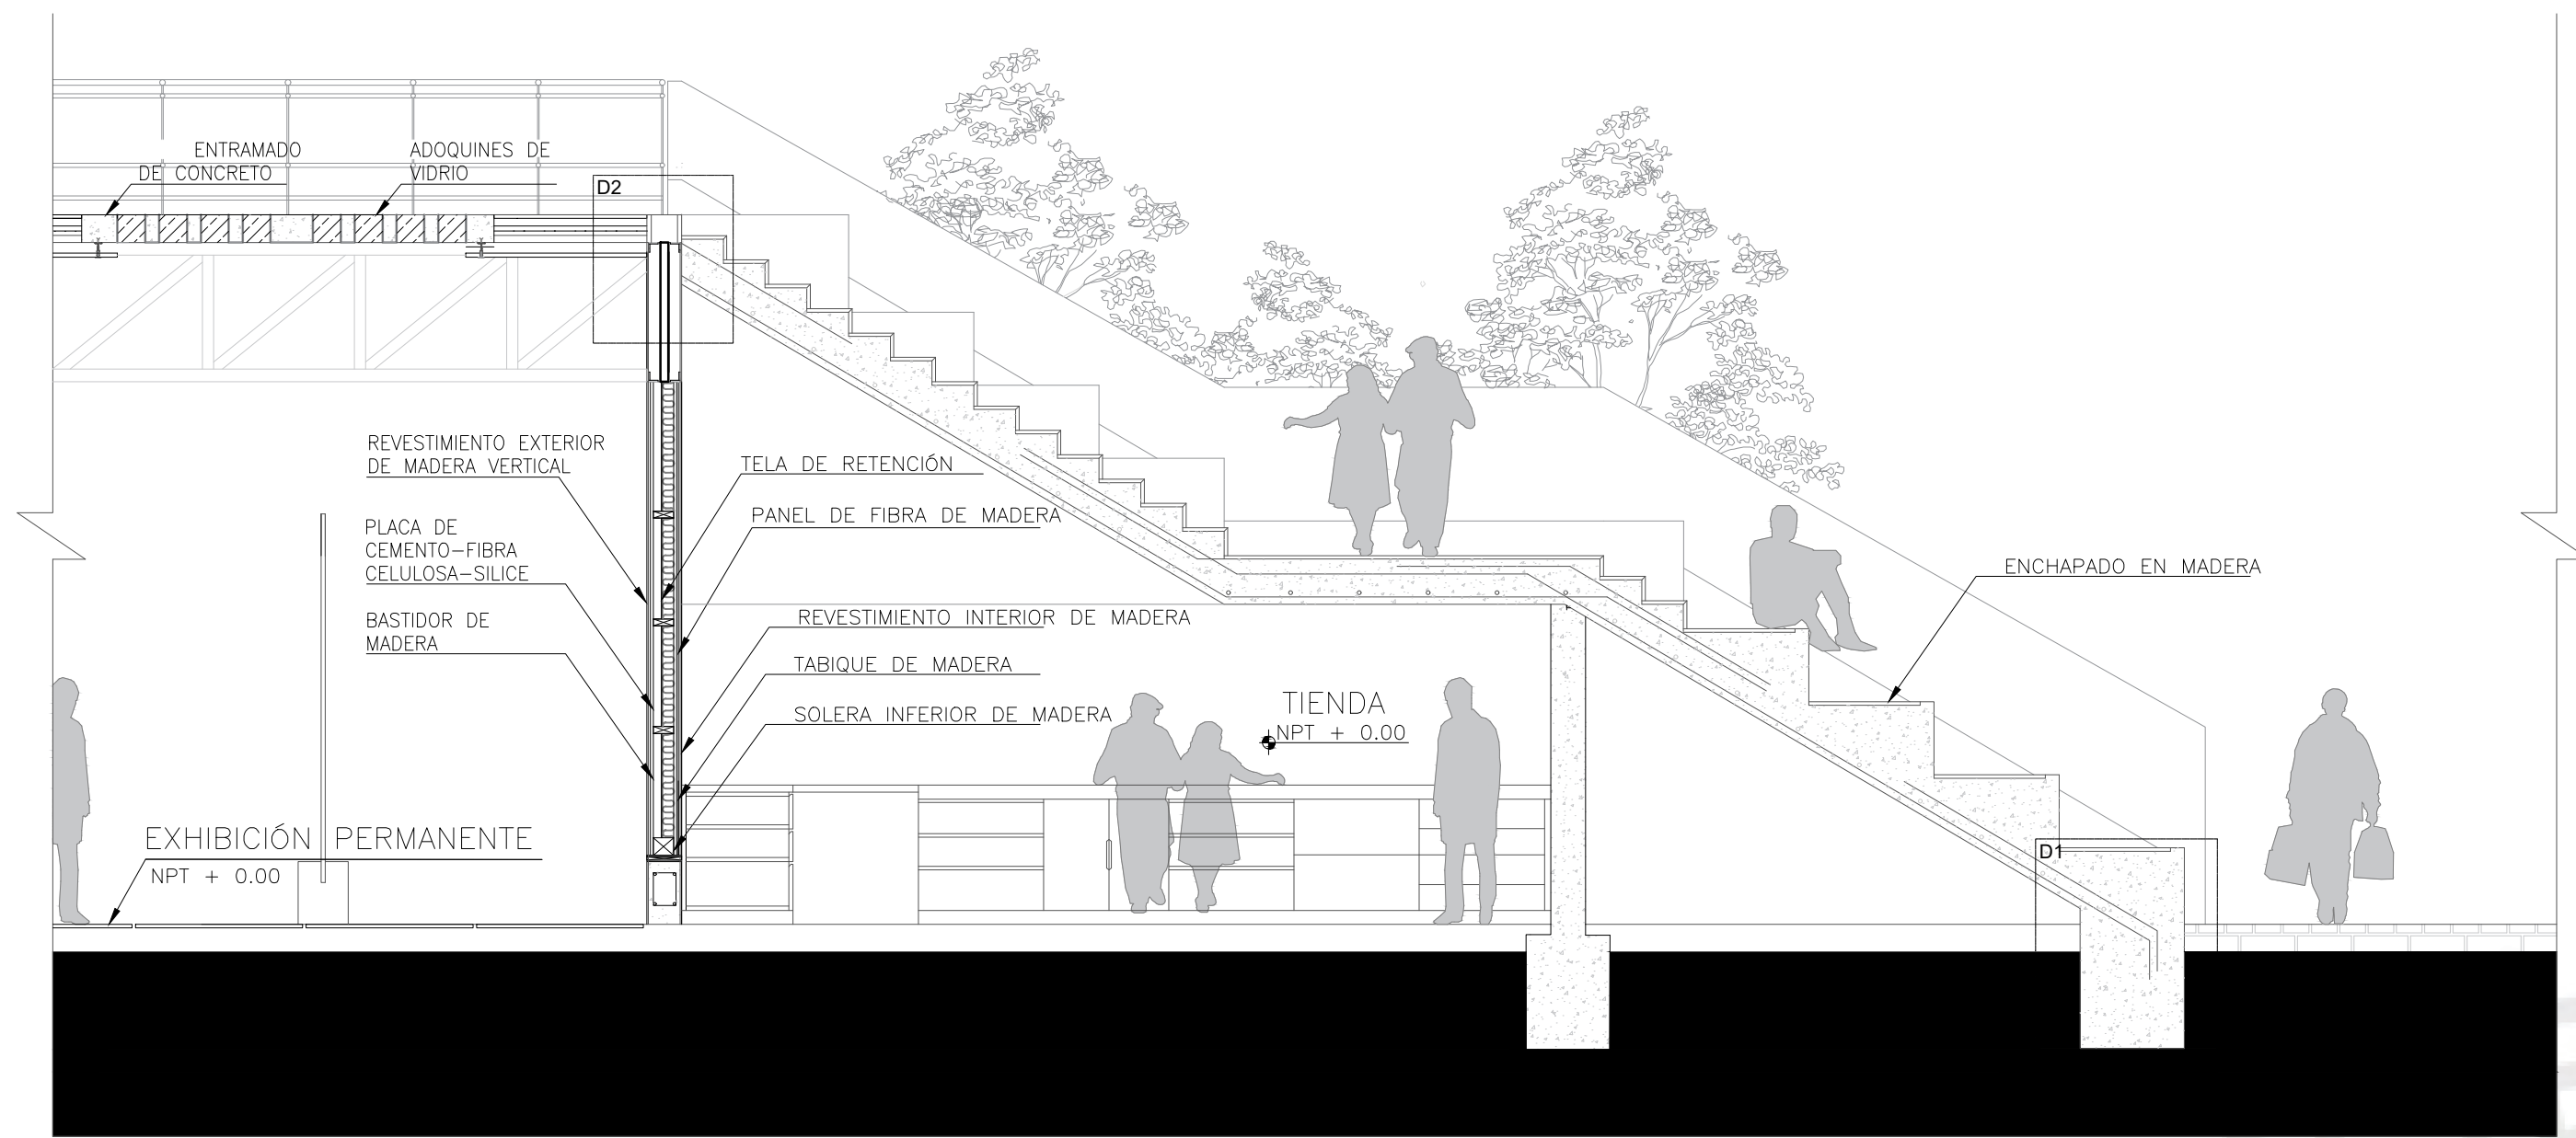 ENTRAMADO
DE CONCRETO
ADOQUINES DE
VIDRIO
D2
REVESTIMIENTO EXTERIOR
DE MADERA VERTICAL
PLACA DE
CEMENTO-FIBRA
CELULOSA-SILICE
BASTIDOR DE
MADERA
TELA DE RETENCIÓN
PANEL DE FIBRA DE MADERA
REVESTIMIENTO INTERIOR DE MADERA
TABIQUE DE MADERA
SOLERA INFERIOR DE MADERA
TIENDA
NPT + 0.00
ENCHAPADO EN MADERA
EXHIBICIÓN PERMANENTE
NPT + 0.00
D1